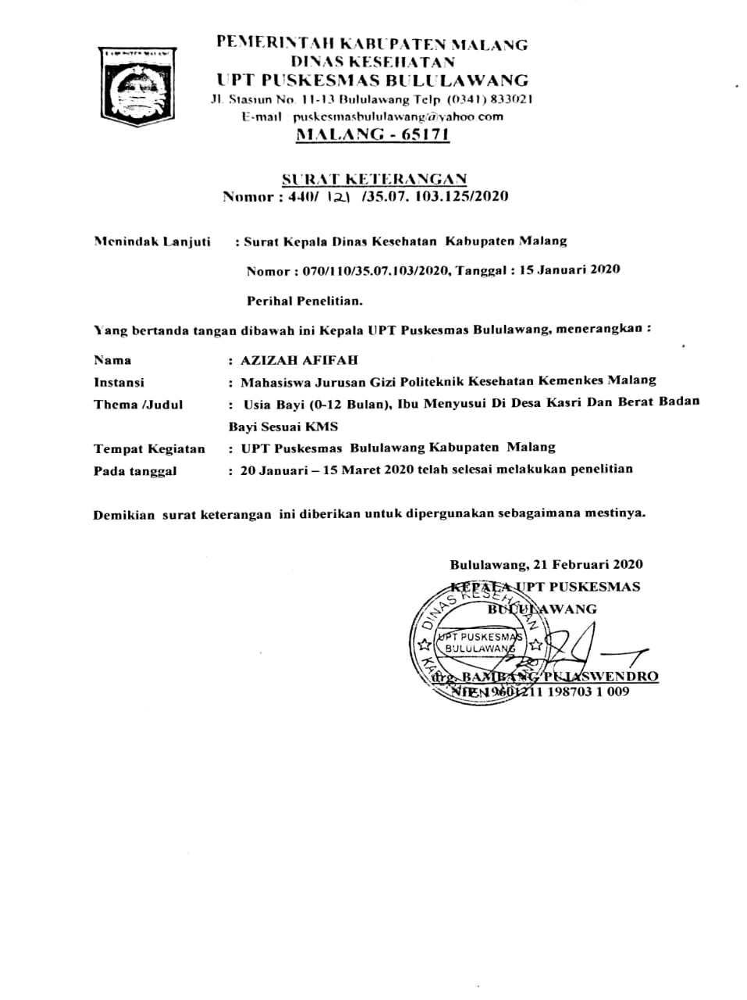 KABUPATEN MALANG
PEMERINTAH KABUPATEN MALANG
DINAS KESEHATAN
UPT PUSKESMAS BULULAWANG
Jl. Stasiun No. 11-13 Bululawang Telp (0341) 833021
E-mail puskesmasbululawang@yahoo.com
MALANG - 65171
SURAT KETERANGAN
Nomor : 440/ 121 /35.07. 103.125/2020
Menindak Lanjuti : Surat Kepala Dinas Kesehatan Kabupaten Malang
Nomor : 070/110/35.07.103/2020, Tanggal : 15 Januari 2020
Perihal Penelitian.
Yang bertanda tangan dibawah ini Kepala UPT Puskesmas Bululawang, menerangkan :
Nama : AZIZAH AFIFAH
Instansi : Mahasiswa Jurusan Gizi Politeknik Kesehatan Kemenkes Malang
Thema /Judul : Usia Bayi (0-12 Bulan), Ibu Menyusui Di Desa Kasri Dan Berat Badan
Bayi Sesuai KMS
Tempat Kegiatan : UPT Puskesmas Bululawang Kabupaten Malang
Pada tanggal : 20 Januari – 15 Maret 2020 telah selesai melakukan penelitian
Demikian surat keterangan ini diberikan untuk dipergunakan sebagaimana mestinya.
Bululawang, 21 Februari 2020
KEPALA UPT PUSKESMAS
BULULAWANG
DINAS KESEHATAN
UPT PUSKESMAS
BULULAWANG
drg. BAMBANG PUJASWENDRO
NIP. 19601211 198703 1 009